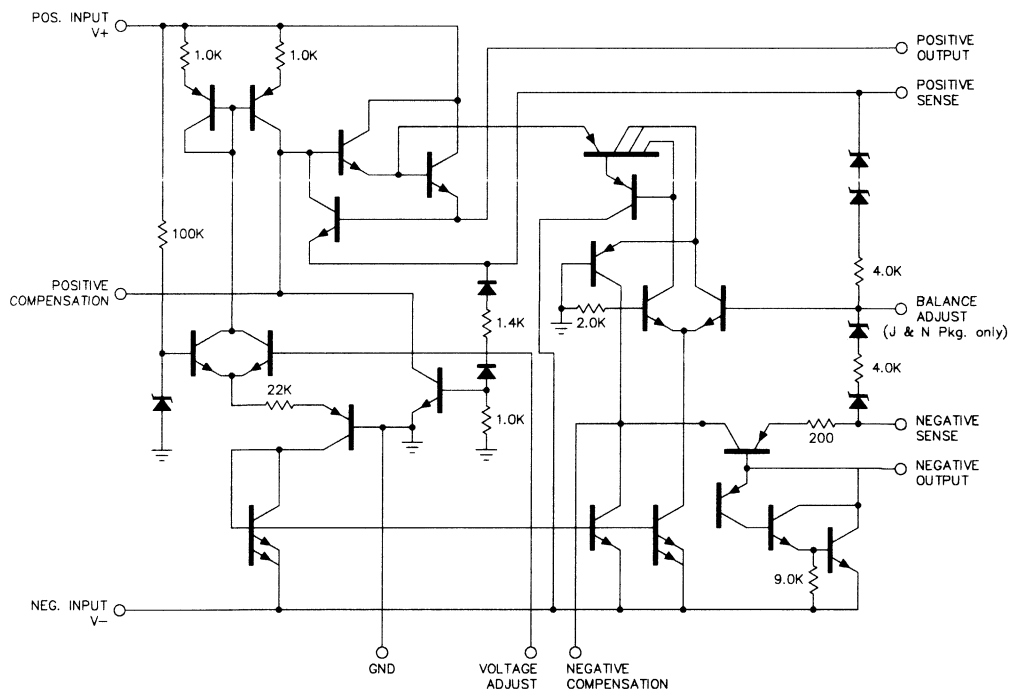 POS. INPUT
V+
1.0K
1.0K
POSITIVE
OUTPUT
POSITIVE
SENSE
100K
4.0K
POSITIVE
COMPENSATION
1.4K
2.0K
BALANCE
ADJUST
(J & N Pkg. only)
22K
4.0K
1.0K
200
NEGATIVE
SENSE
NEGATIVE
OUTPUT
9.0K
NEG. INPUT
V−
GND
VOLTAGE
ADJUST
NEGATIVE
COMPENSATION